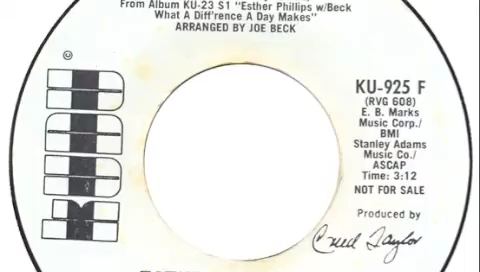 From Album KU-23 S1 "Esther Phillips w/Beck
What A Diff'rence A Day Makes"
ARRANGED BY JOE BECK
KUDU
KU-925 F
(RVG 608)
E. B. Marks
Music Corp./
BMI
Stanley Adams
Music Co./
ASCAP
Time: 3:12
NOT FOR SALE
Produced by
Creed Taylor